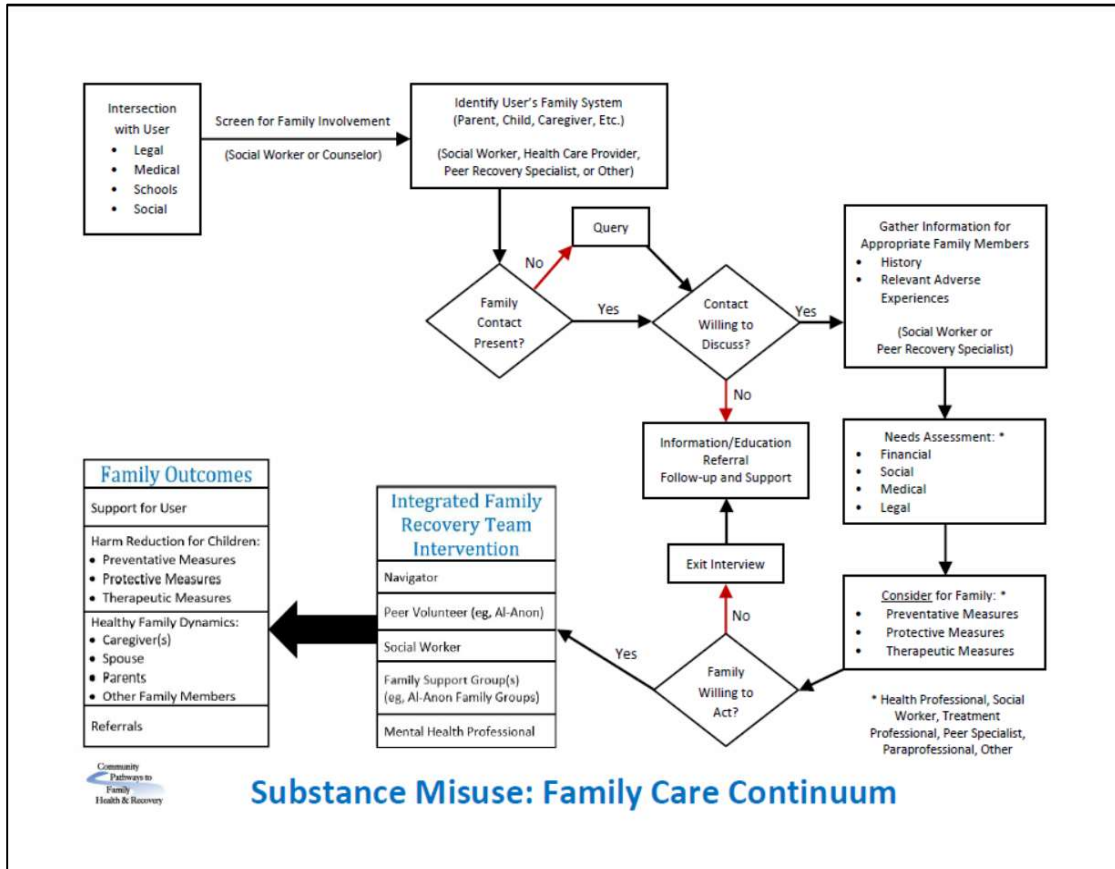 Intersection
with User
• Legal
• Medical
• Schools
• Social
Screen for Family Involvement
(Social Worker or Counselor)
Identify User's Family System
(Parent, Child, Caregiver, Etc.)
(Social Worker, Health Care Provider,
Peer Recovery Specialist, or Other)
Query
No
Family
Contact
Present?
Yes
Contact
Willing to
Discuss?
Yes
No
Gather Information for
Appropriate Family Members
• History
• Relevant Adverse
Experiences
(Social Worker or
Peer Recovery Specialist)
Information/Education
Referral
Follow-up and Support
Needs Assessment: *
• Financial
• Social
• Medical
• Legal
Exit Interview
No
Consider for Family: *
• Preventative Measures
• Protective Measures
• Therapeutic Measures
Family
Willing to
Act?
Yes
* Health Professional, Social
Worker, Treatment
Professional, Peer Specialist,
Paraprofessional, Other
Integrated Family
Recovery Team
Intervention
Navigator
Peer Volunteer (eg, Al-Anon)
Social Worker
Family Support Group(s)
(eg, Al-Anon Family Groups)
Mental Health Professional
Family Outcomes
Support for User
Harm Reduction for Children:
• Preventative Measures
• Protective Measures
• Therapeutic Measures
Healthy Family Dynamics:
• Caregiver(s)
• Spouse
• Parents
• Other Family Members
Referrals
Community
Pathways to
Family
Health & Recovery
Substance Misuse: Family Care Continuum